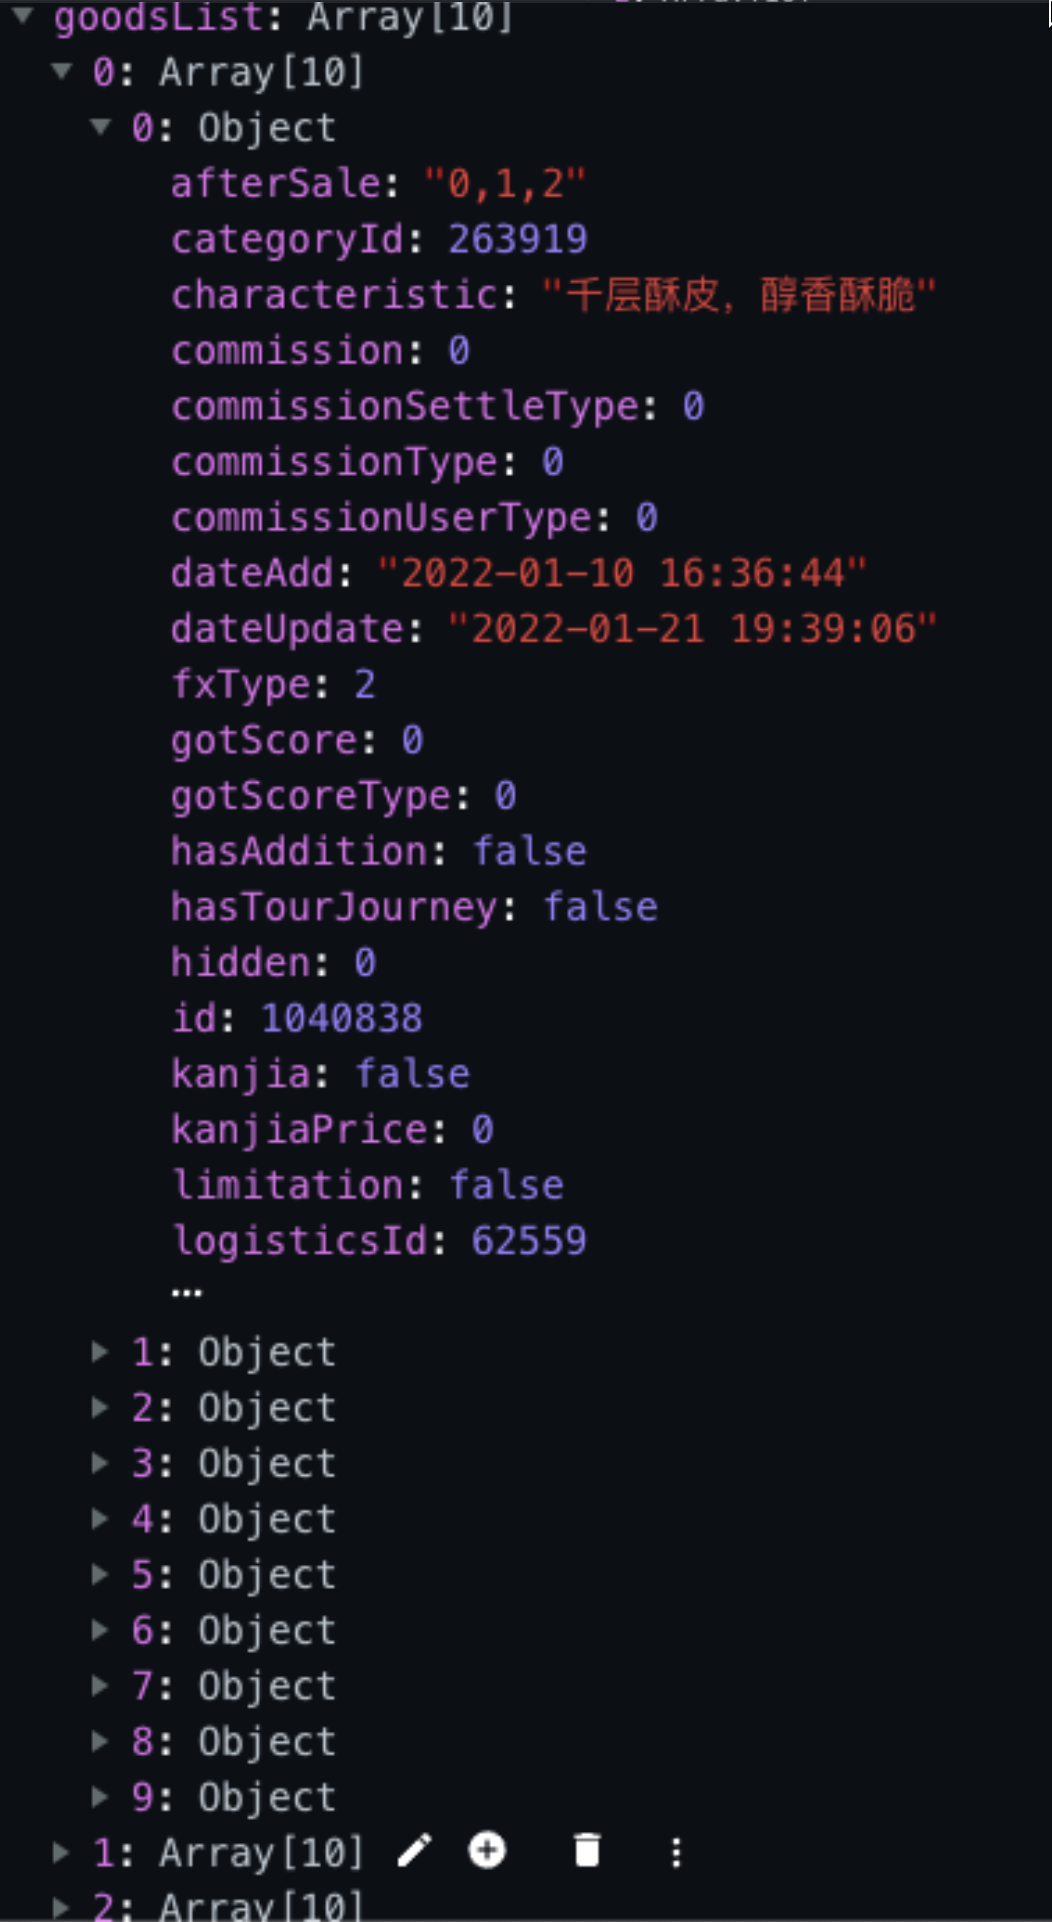 goodsList: Array[10]
0: Array[10]
0: Object
afterSale: "0,1,2"
categoryId: 263919
characteristic: "千层酥皮，醇香酥脆"
commission: 0
commissionSettleType: 0
commissionType: 0
commissionUserType: 0
dateAdd: "2022-01-10 16:36:44"
dateUpdate: "2022-01-21 19:39:06"
fxType: 2
gotScore: 0
gotScoreType: 0
hasAddition: false
hasTourJourney: false
hidden: 0
id: 1040838
kanjia: false
kanjiaPrice: 0
limitation: false
logisticsId: 62559
…
1: Object
2: Object
3: Object
4: Object
5: Object
6: Object
7: Object
8: Object
9: Object
1: Array[10]
2: Array[10]